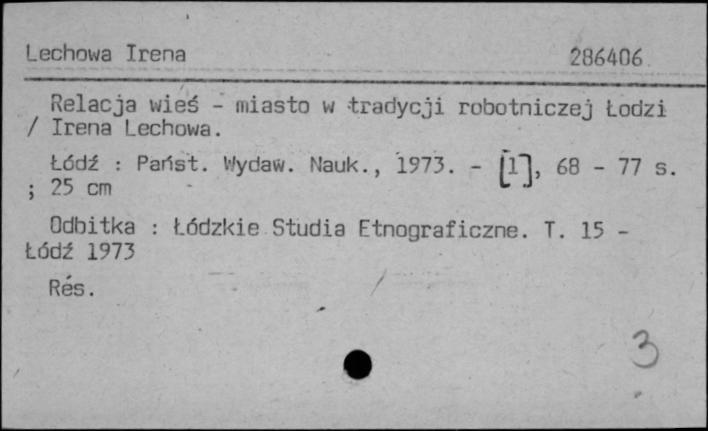 Lechowa Irena 286406
Relacja wieś - miasto w tradycji robotniczej Łodzi
/ Irena Lechowa.
Łódź : Państ. Wydaw. Nauk., 1973. - [1], 68 - 77 s.
; 25 cm
Odbitka : Łódzkie Studia Etnograficzne. T. 15 -
Łódź 1973
Rés.
3